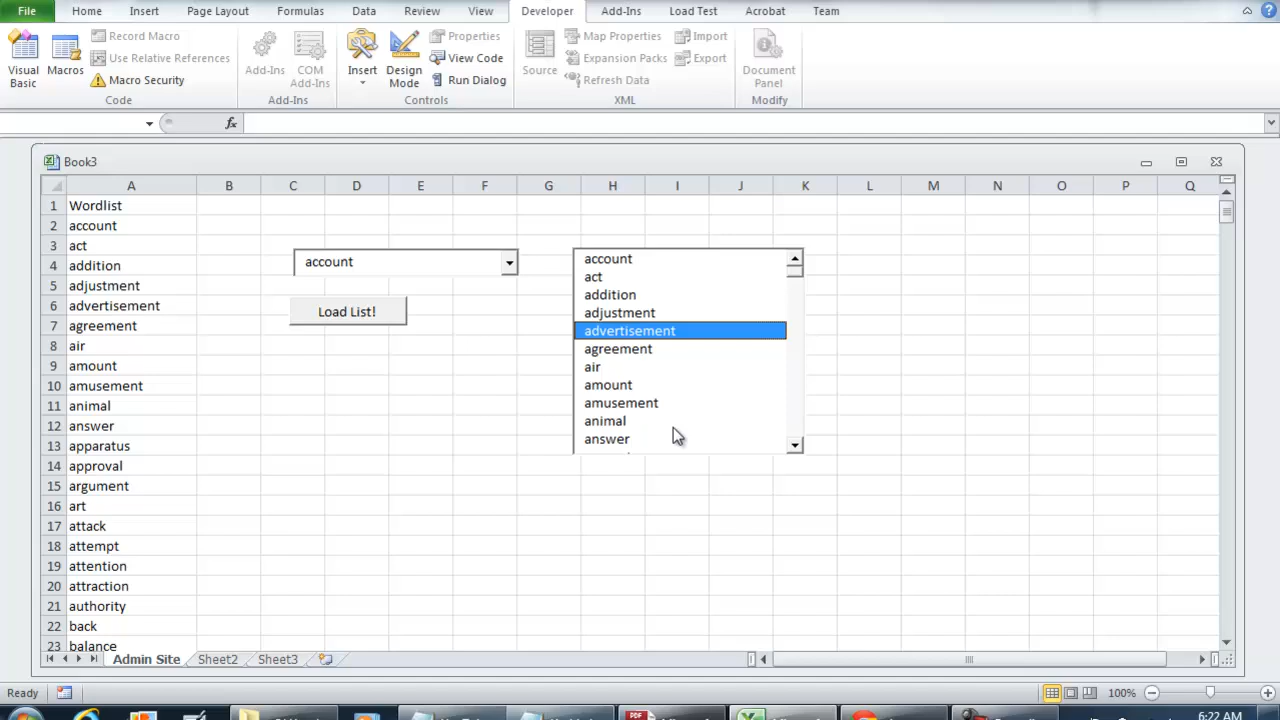 File Home Insert Page Layout Formulas Data Review View Developer Add-Ins Load Test Acrobat Team
Visual Basic
Macros
Record Macro
Use Relative References
Macro Security
Code
Add-Ins
COM Add-Ins
Add-Ins
Insert
Design Mode
Properties
View Code
Run Dialog
Controls
Source
Map Properties
Expansion Packs
Refresh Data
Import
Export
XML
Document Panel
Modify
fx
Book3
A B C D E F G H I J K L M N O P Q
1 Wordlist
2 account
3 act
4 addition
5 adjustment
6 advertisement
7 agreement
8 air
9 amount
10 amusement
11 animal
12 answer
13 apparatus
14 approval
15 argument
16 art
17 attack
18 attempt
19 attention
20 attraction
21 authority
22 back
23 balance
account
Load List!
account
act
addition
adjustment
advertisement
agreement
air
amount
amusement
animal
answer
Admin Site Sheet2 Sheet3
Ready 100%
6:22 AM